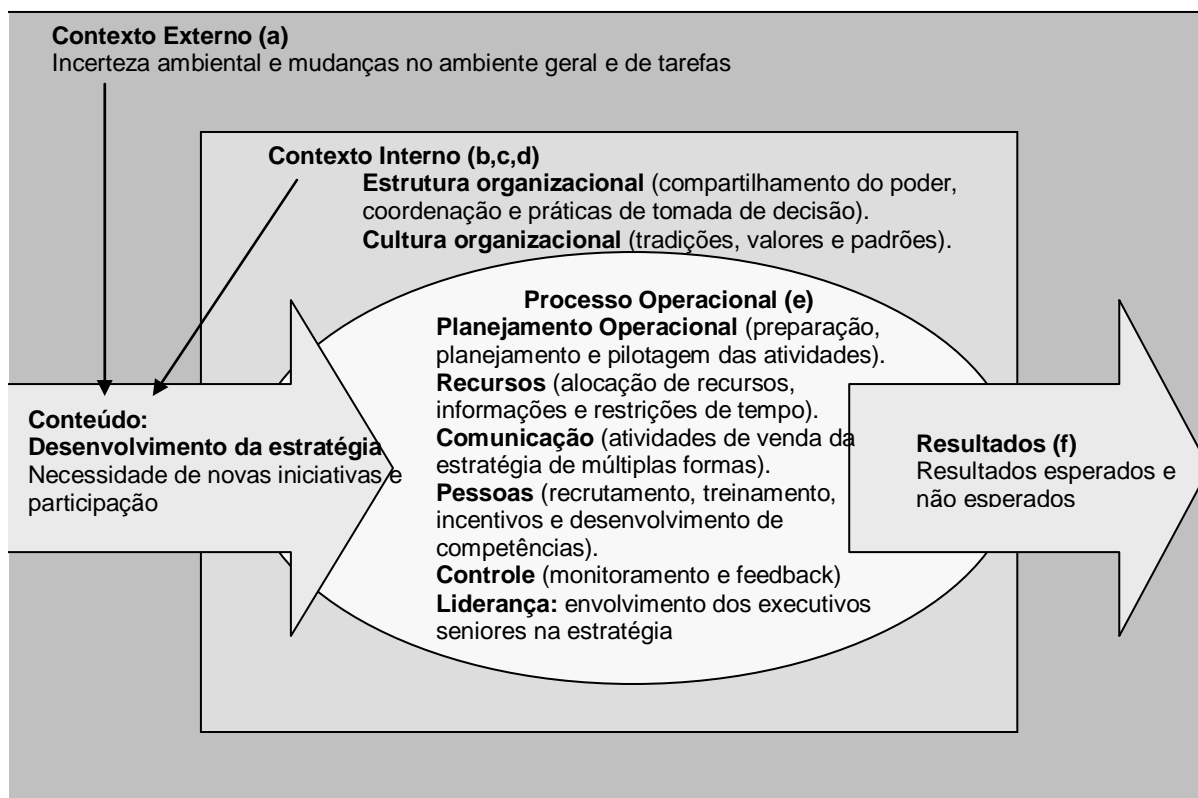 Contexto Externo (a)
Incerteza ambiental e mudanças no ambiente geral e de tarefas
Contexto Interno (b,c,d)
Estrutura organizacional (compartilhamento do poder,
coordenação e práticas de tomada de decisão).
Cultura organizacional (tradições, valores e padrões).
Processo Operacional (e)
Planejamento Operacional (preparação,
planejamento e pilotagem das atividades).
Recursos (alocação de recursos,
informações e restrições de tempo).
Comunicação (atividades de venda da
estratégia de múltiplas formas).
Pessoas (recrutamento, treinamento,
incentivos e desenvolvimento de
competências).
Controle (monitoramento e feedback)
Liderança: envolvimento dos executivos
seniores na estratégia
Conteúdo:
Desenvolvimento da estratégia
Necessidade de novas iniciativas e
participação
Resultados (f)
Resultados esperados e
não esperados